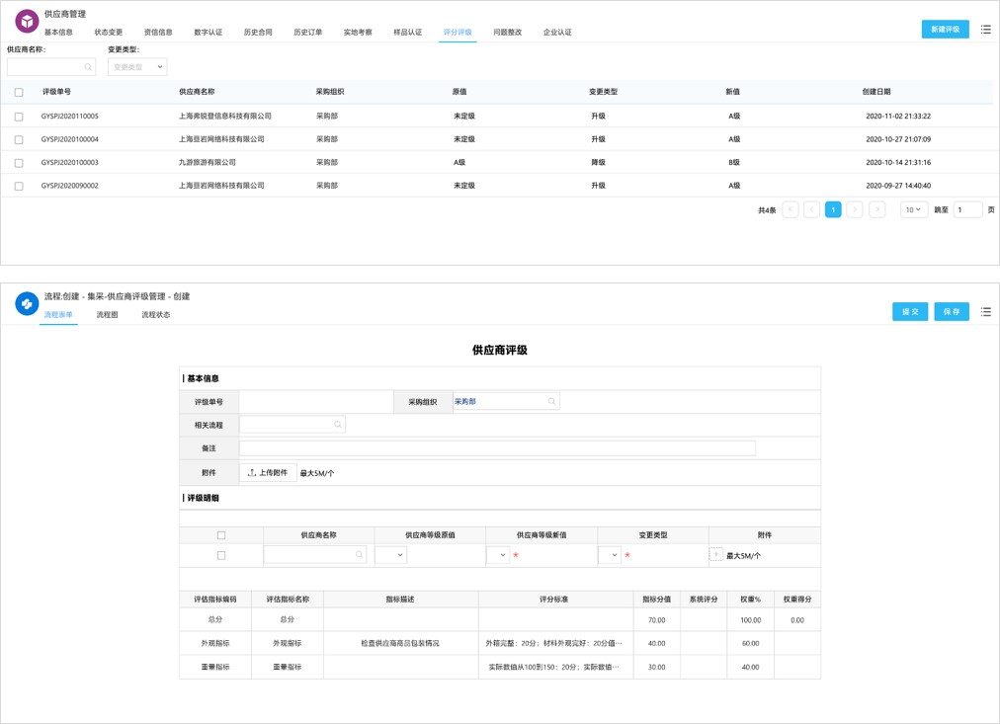 供应商管理
基本信息 状态变更 资信信息 数字认证 历史合同 历史订单 实地考察 样品认证 评分评级 问题整改 企业认证 新建评级
供应商名称: 变更类型:
变更类型
评级单号 供应商名称 采购组织 原值 变更类型 新值 创建日期
GYSPJ2020110005 上海弗锐登信息科技有限公司 采购部 未定级 升级 A级 2020-11-02 21:33:22
GYSPJ2020100004 上海亘岩网络科技有限公司 采购部 未定级 升级 A级 2020-10-27 21:07:09
GYSPJ2020100003 九游旅游有限公司 采购部 A级 降级 B级 2020-10-14 21:31:16
GYSPJ2020090002 上海亘岩网络科技有限公司 采购部 未定级 升级 A级 2020-09-27 14:40:40
共4条 1 10 跳至 1 页
流程:创建 - 集采-供应商评级管理 - 创建
流程表单 流程图 流程状态 提 交 保 存
供应商评级
基本信息
评级单号 采购组织 采购部
相关流程
备注
附件 上传附件 最大5M/个
评级明细
供应商名称 供应商等级原值 供应商等级新值 变更类型 附件
* * + 最大5M/个
评估指标编码 评估指标名称 指标描述 评分标准 指标分值 系统评分 权重% 权重得分
总分 总分 70.00 100.00 0.00
外观指标 外观指标 检查供应商商品包装情况 外箱完整：20分；材料外观完好：20分值… 40.00 60.00
重量指标 重量指标 实际数值从100到150：20分；实际数值… 30.00 40.00